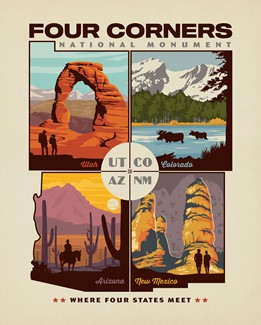 FOUR CORNERS
NATIONAL MONUMENT
Utah
Colorado
UT CO
AZ NM
Arizona
New Mexico
★★ WHERE FOUR STATES MEET ★★